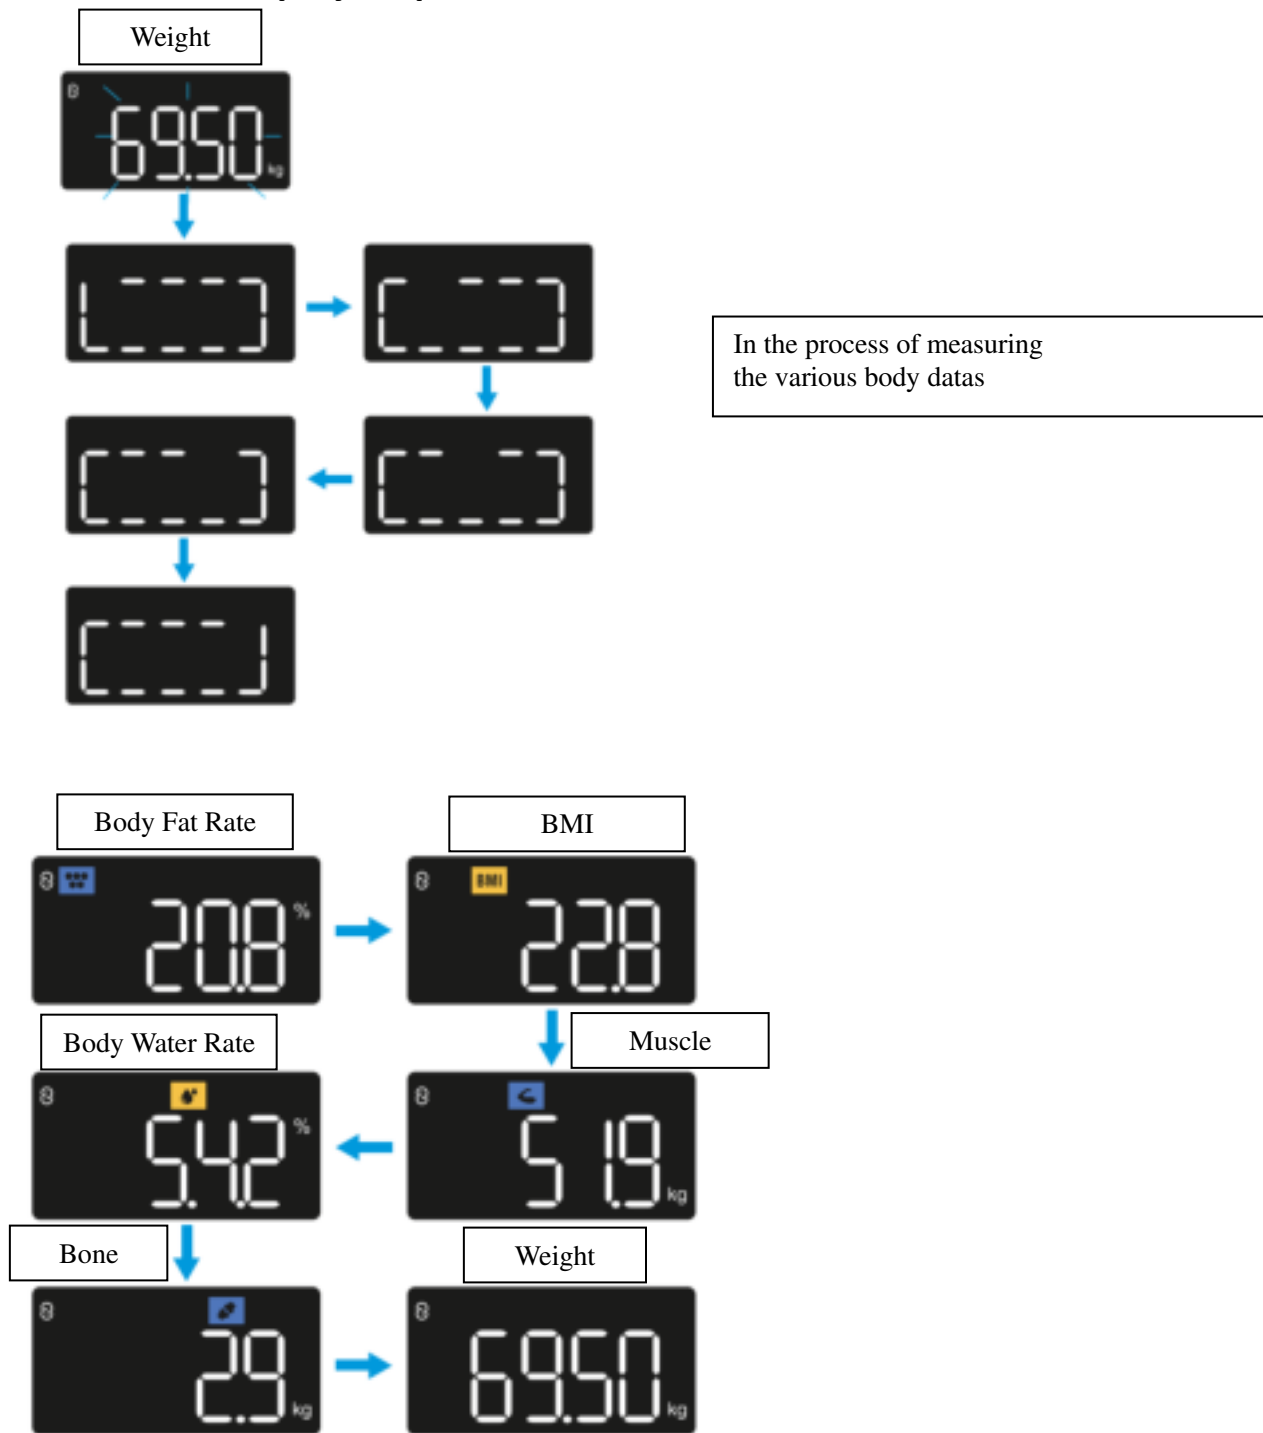 Weight
69.50
kg
In the process of measuring
the various body datas
Body Fat Rate
BMI
20.8 %
BMI
22.8
Body Water Rate
Muscle
5.4.2 %
51.9 kg
Bone
Weight
2.9 kg
69.50 kg